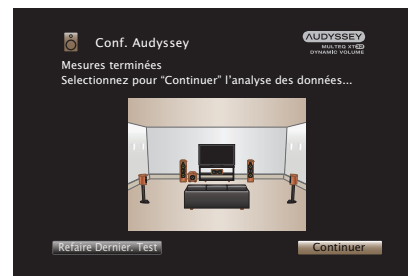 Conf. Audyssey
AUDYSSEY
MULTEQ XT32
DYNAMIC VOLUME
Mesures terminées
Selectionnez pour “Continuer” l’analyse des données...
Refaire Dernier. Test
Continuer